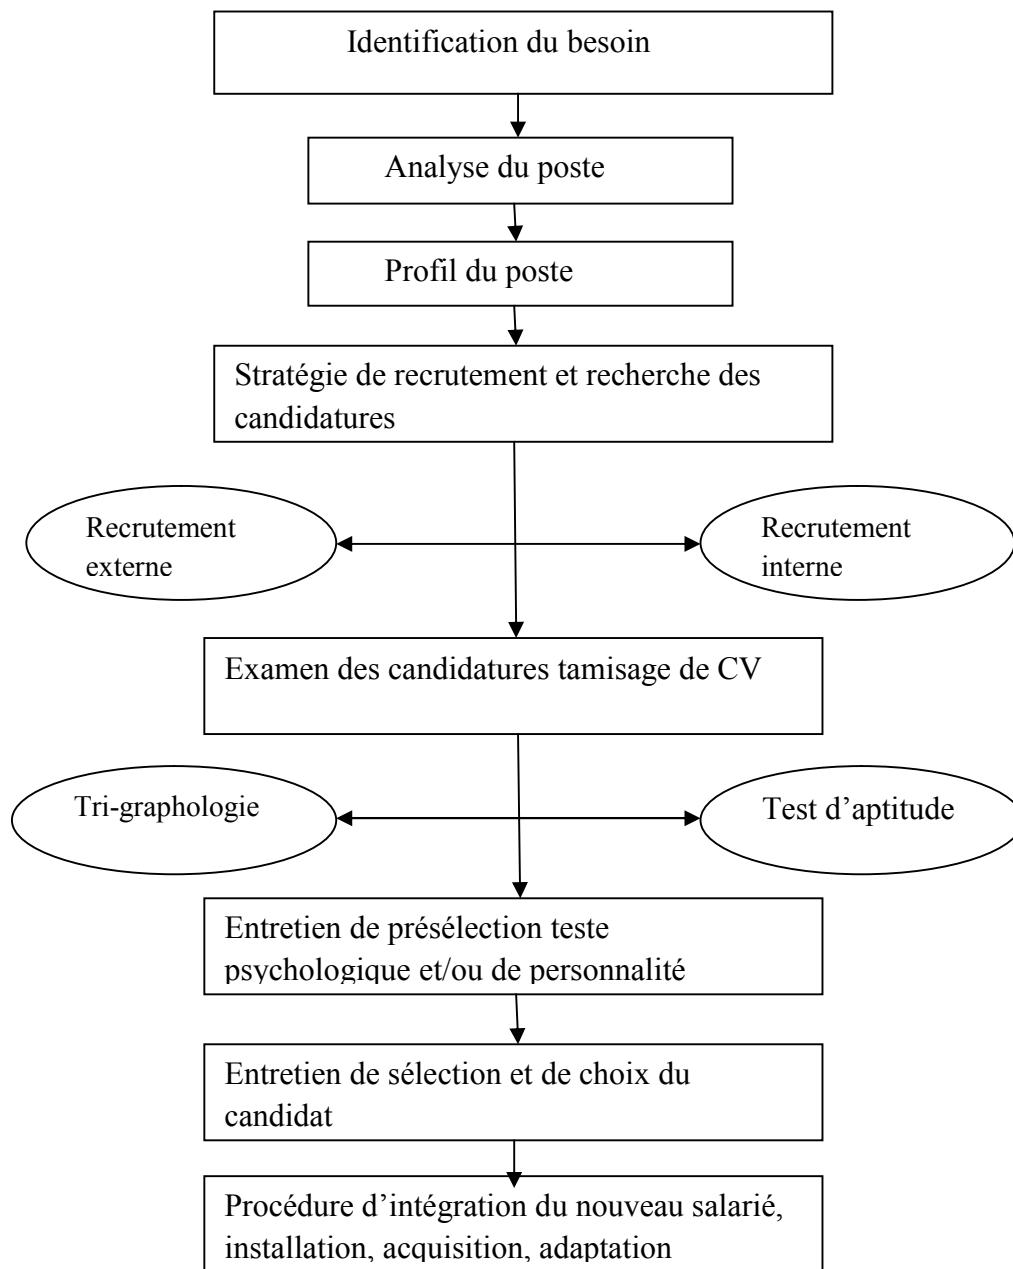 Identification du besoin
Analyse du poste
Profil du poste
Stratégie de recrutement et recherche des
candidatures
Recrutement
externe
Recrutement
interne
Examen des candidatures tamisage de CV
Tri-graphologie
Test d’aptitude
Entretien de présélection teste
psychologique et/ou de personnalité
Entretien de sélection et de choix du
candidat
Procédure d’intégration du nouveau salarié,
installation, acquisition, adaptation